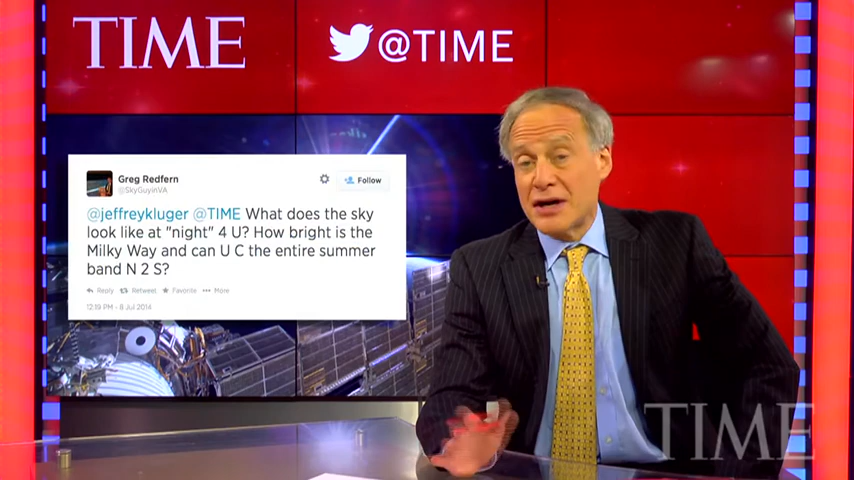 TIME
@TIME
Greg Redfern
@SkyGuyinVA
Follow
@jeffreykluger @TIME What does the sky
look like at "night" 4 U? How bright is the
Milky Way and can U C the entire summer
band N 2 S?
Reply Retweet Favorite More
12:19 PM - 8 Jul 2014
TIME